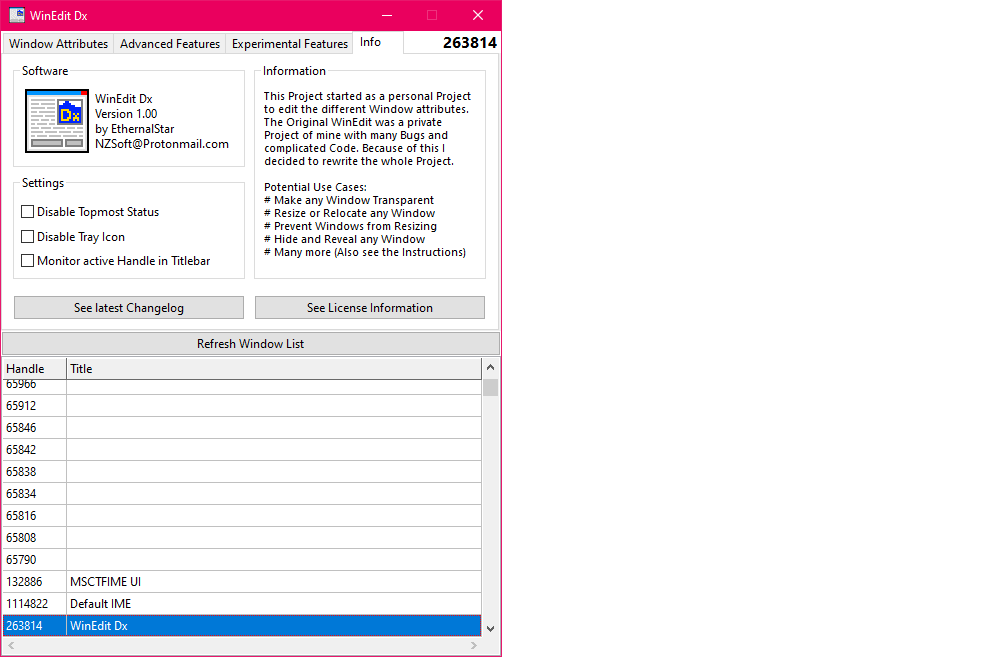 WinEdit Dx
Window Attributes Advanced Features Experimental Features Info 263814
Software
Dx
WinEdit Dx
Version 1.00
by EthernalStar
NZSoft@Protonmail.com
Settings
Disable Topmost Status
Disable Tray Icon
Monitor active Handle in Titlebar
Information
This Project started as a personal Project
to edit the different Window attributes.
The Original WinEdit was a private
Project of mine with many Bugs and
complicated Code. Because of this I
decided to rewrite the whole Project.
Potential Use Cases:
# Make any Window Transparent
# Resize or Relocate any Window
# Prevent Windows from Resizing
# Hide and Reveal any Window
# Many more (Also see the Instructions)
See latest Changelog See License Information
Refresh Window List
Handle Title
65966
65912
65846
65842
65838
65834
65816
65808
65790
132886 MSCTFIME UI
1114822 Default IME
263814 WinEdit Dx